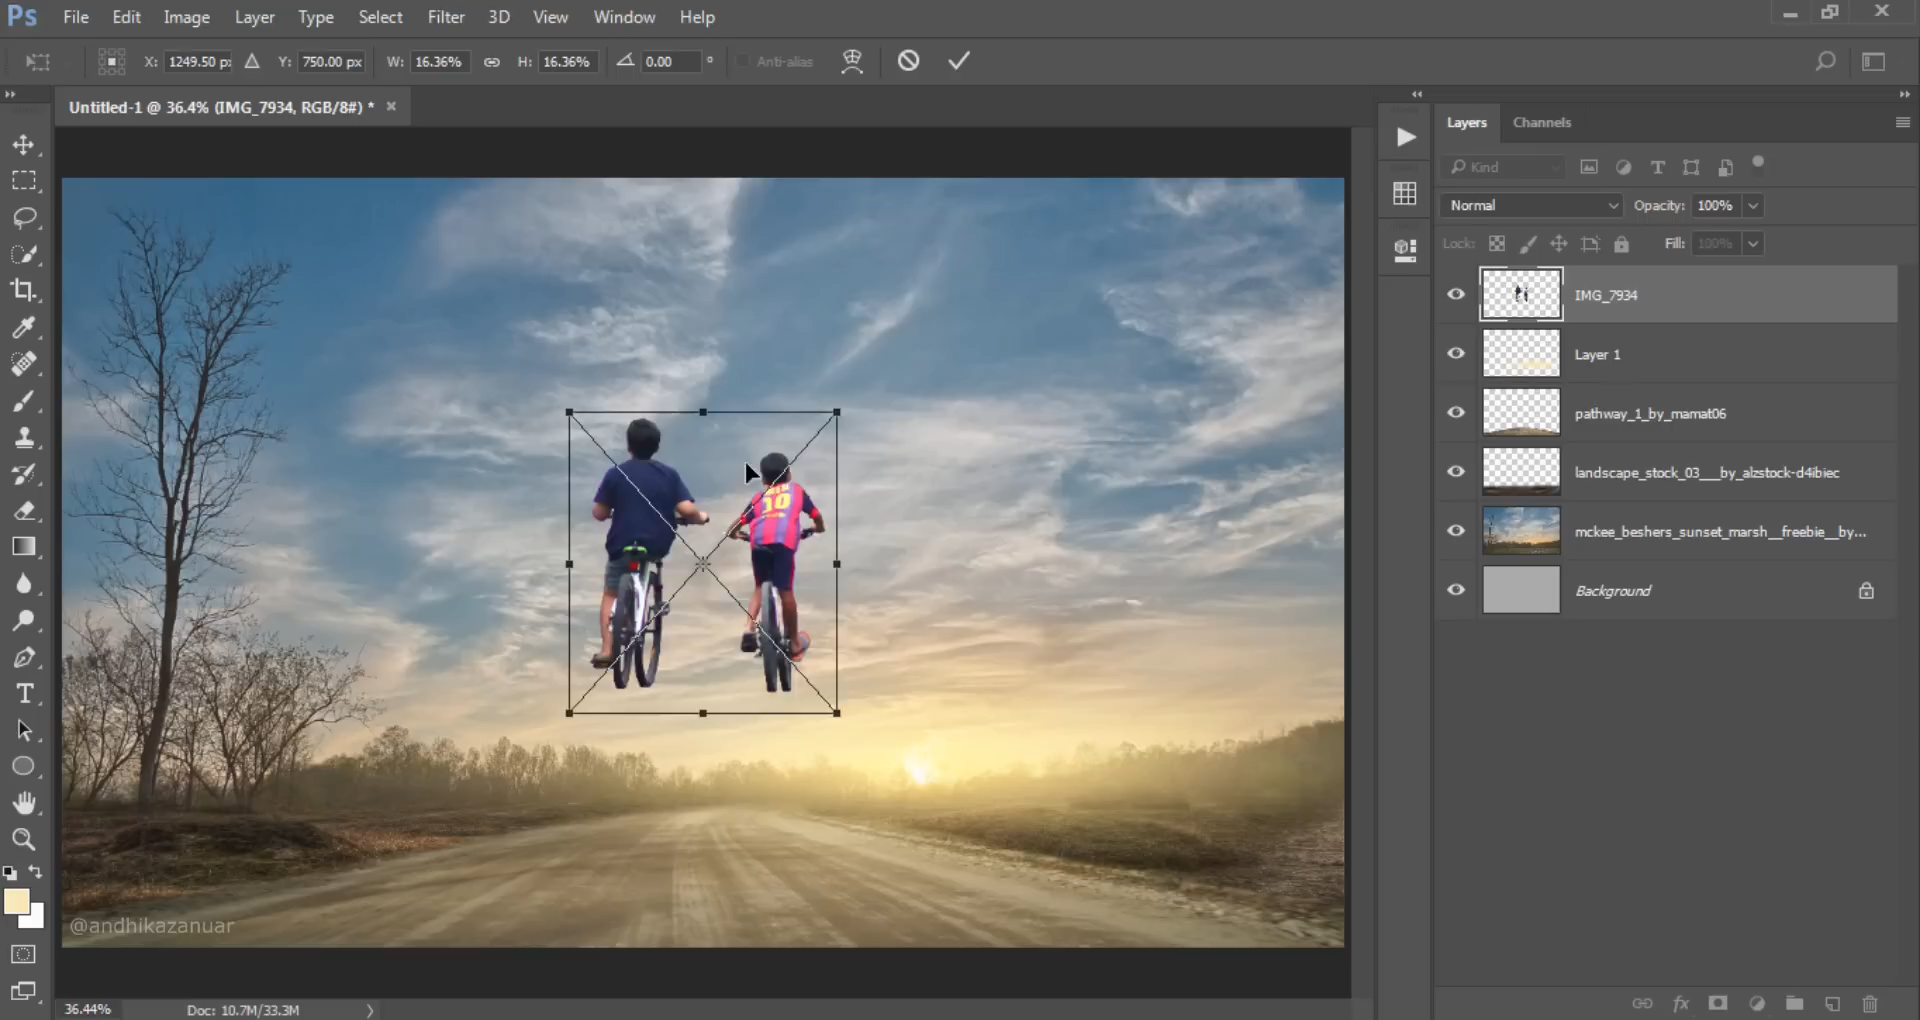 Ps File Edit Image Layer Type Select Filter 3D View Window Help
X: 1249.50 p: Y: 750.00 px W: 16.36% H: 16.36% 0.00 ° Anti-alias
Untitled-1 @ 36.4% (IMG_7934, RGB/8#) * ×
Layers Channels
Kind
Normal Opacity: 100%
Lock: Fill: 100%
IMG_7934
Layer 1
pathway_1_by_mamat06
landscape_stock_03___by_alzstock-d4ibiec
mckee_beshers_sunset_marsh__freebie__by...
Background
10
@andhikazanuar
36.44% Doc: 10.7M/33.3M